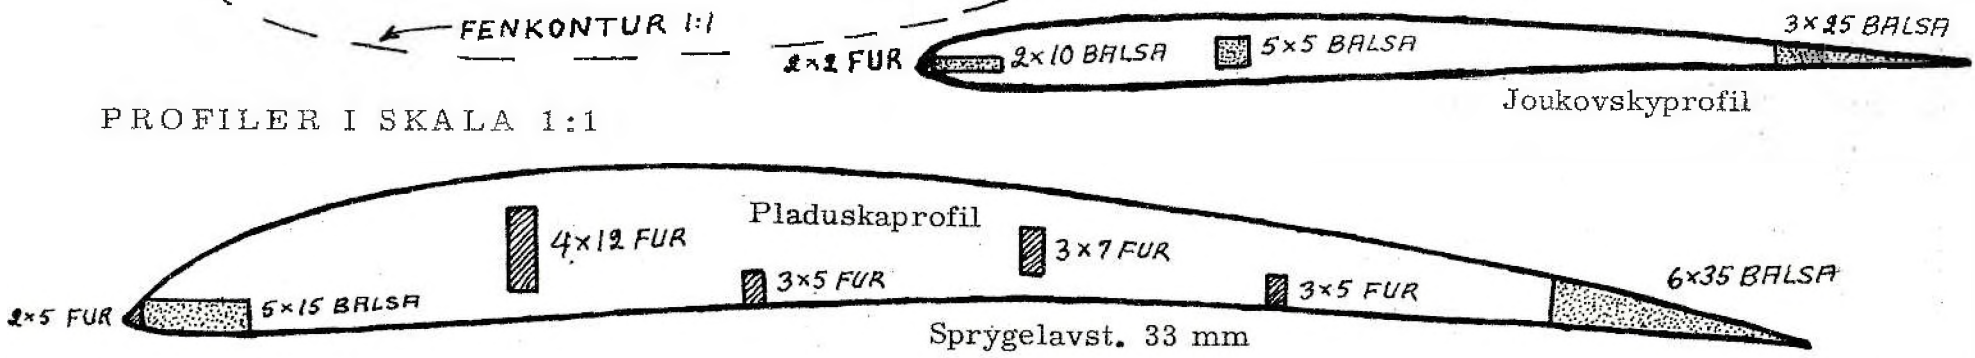 FENKONTUR 1:1
2×2 FUR
2×10 BALSA
5×5 BALSA
3×25 BALSA
Joukovskyprofil
PROFILER I SKALA 1:1
Pladuskaprofil
4×12 FUR
3×5 FUR
3×7 FUR
3×5 FUR
6×35 BALSA
2×5 FUR
5×15 BALSA
Sprygelavst. 33 mm